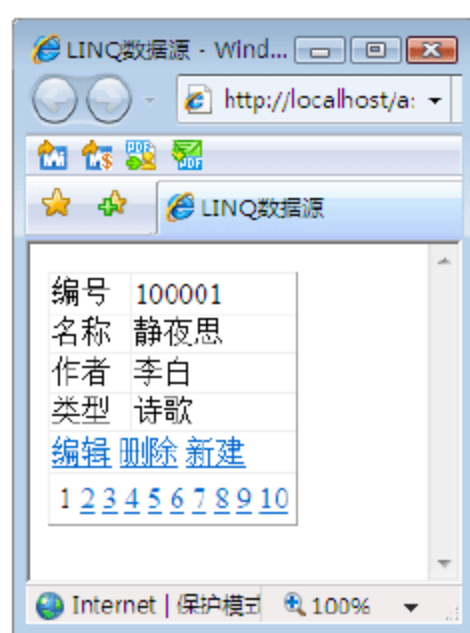 LINQ数据源 - Wind...
http://localhost/a:
LINQ数据源
编号 100001
名称 静夜思
作者 李白
类型 诗歌
编辑 删除 新建
1 2 3 4 5 6 7 8 9 10
Internet | 保护模式 100%